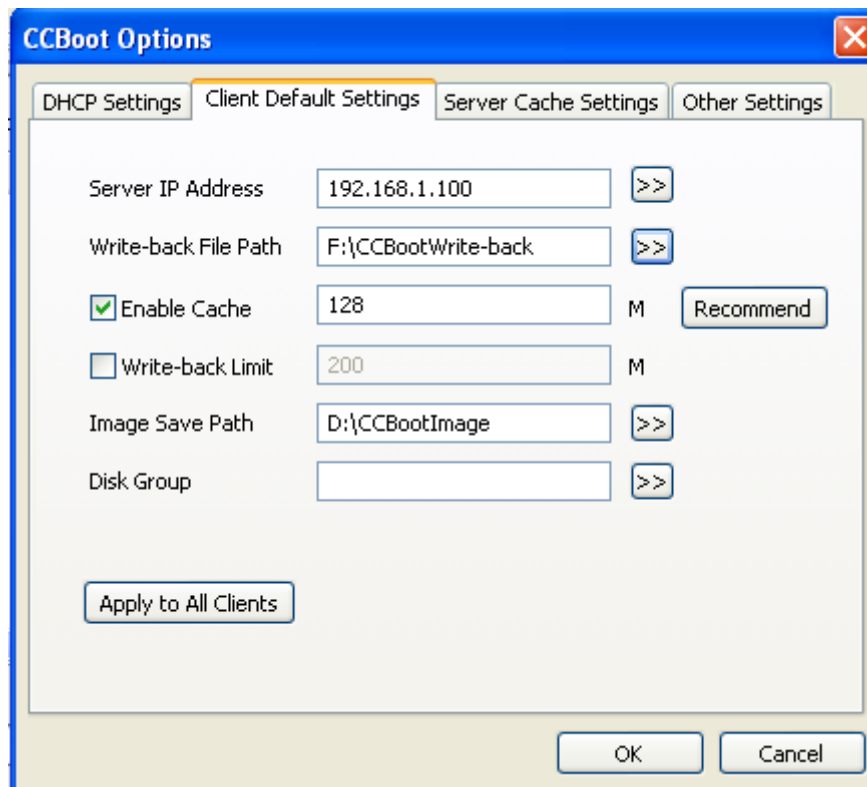 CCBoot Options
DHCP Settings Client Default Settings Server Cache Settings Other Settings
Server IP Address 192.168.1.100 >>
Write-back File Path F:\CCBootWrite-back >>
Enable Cache 128 M Recommend
Write-back Limit 200 M
Image Save Path D:\CCBootImage >>
Disk Group >>
Apply to All Clients
OK Cancel